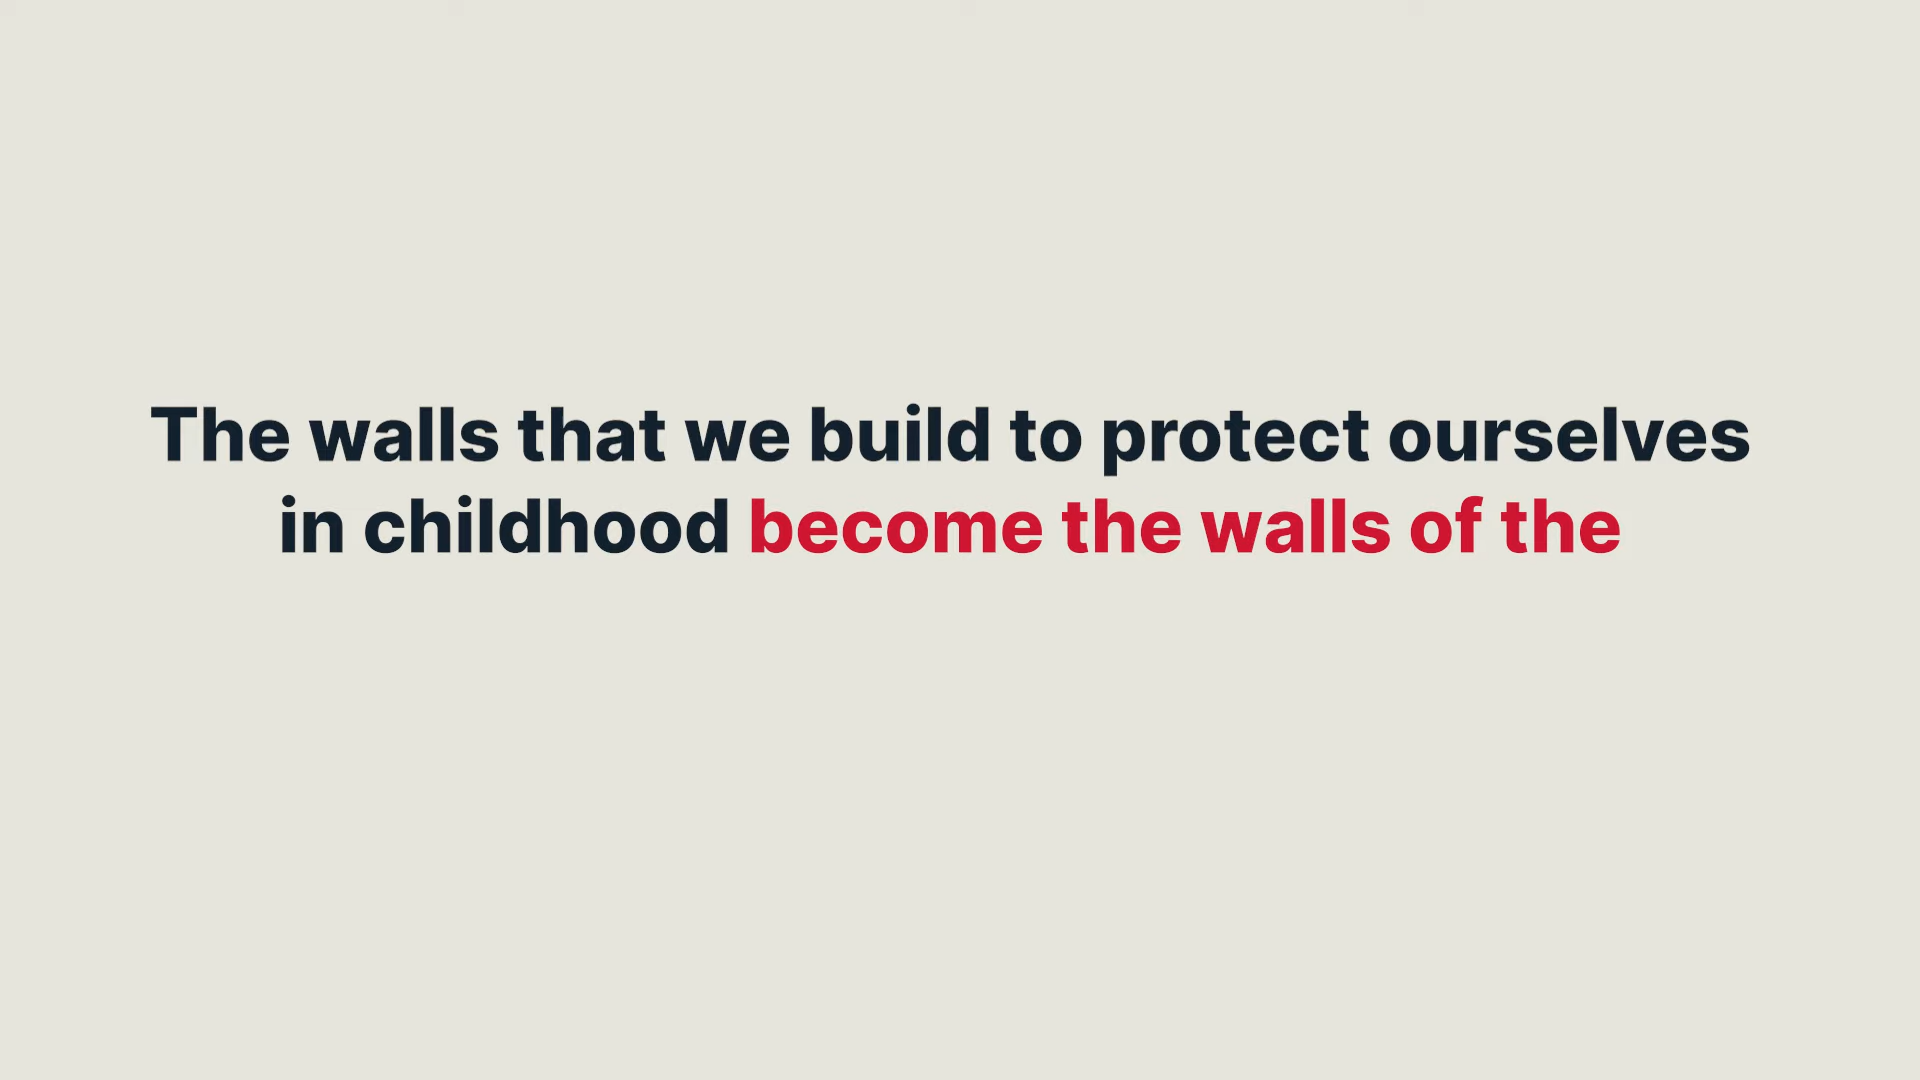 The walls that we build to protect ourselves
in childhood become the walls of the